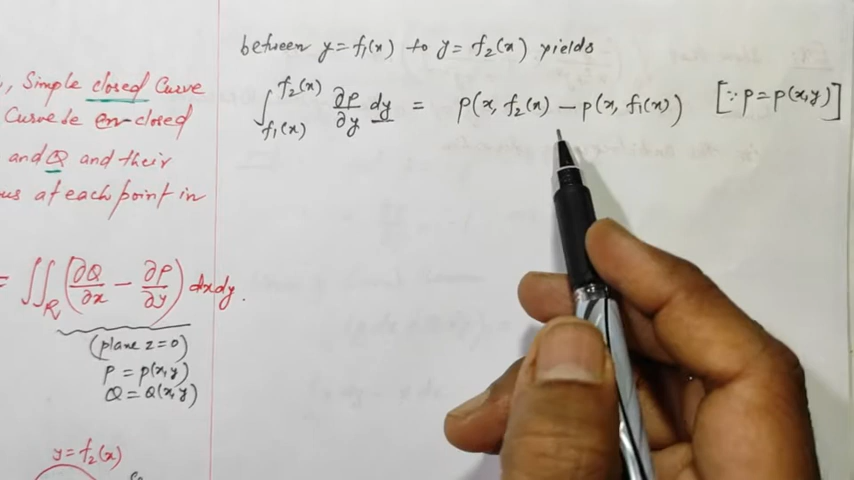 , Simple closed Curve
Curve be en-closed
and Q and their
us at each point in
= ∬_R (∂Q/∂x − ∂P/∂y) dxdy.
(plane z=0)
P = P(x,y)
Q = Q(x,y)
y = f₂(x)
between y = f₁(x) to y = f₂(x) yields
∫_{f₁(x)}^{f₂(x)} ∂P/∂y dy = P(x, f₂(x) − P(x, f₁(x)) [∵ P = P(x,y)]